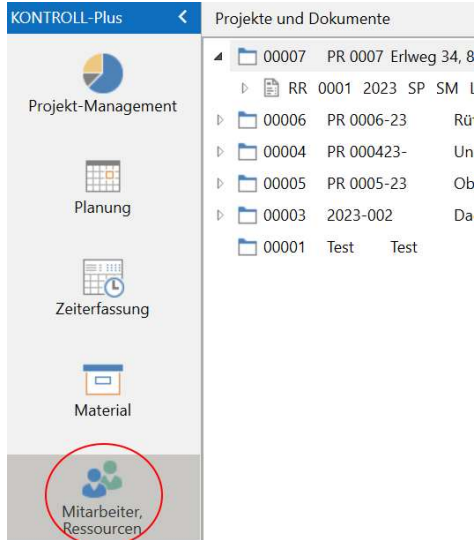 KONTROLL-Plus
Projekte und Dokumente
Projekt-Management
Planung
Zeiterfassung
Material
Mitarbeiter,
Ressourcen
00007 PR 0007 Erlweg 34, 8
RR 0001 2023 SP SM
00006 PR 0006-23
00004 PR 000423-
00005 PR 0005-23
00003 2023-002
00001 Test Test